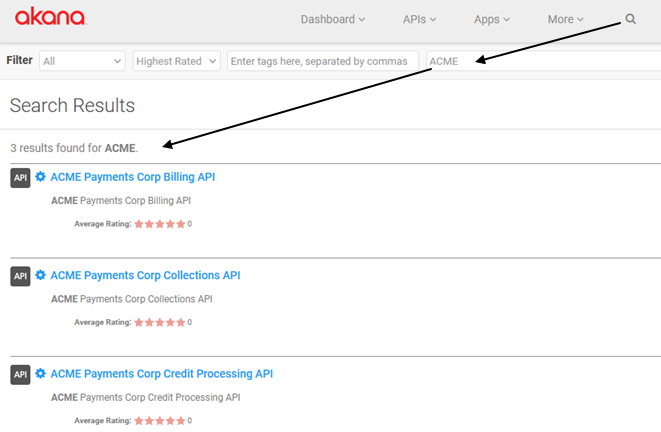 akana
Dashboard APIs Apps More
Filter All Highest Rated Enter tags here, separated by commas ACME
Search Results
3 results found for ACME.
API ACME Payments Corp Billing API
ACME Payments Corp Billing API
Average Rating: 0
API ACME Payments Corp Collections API
ACME Payments Corp Collections API
Average Rating: 0
API ACME Payments Corp Credit Processing API
ACME Payments Corp Credit Processing API
Average Rating: 0